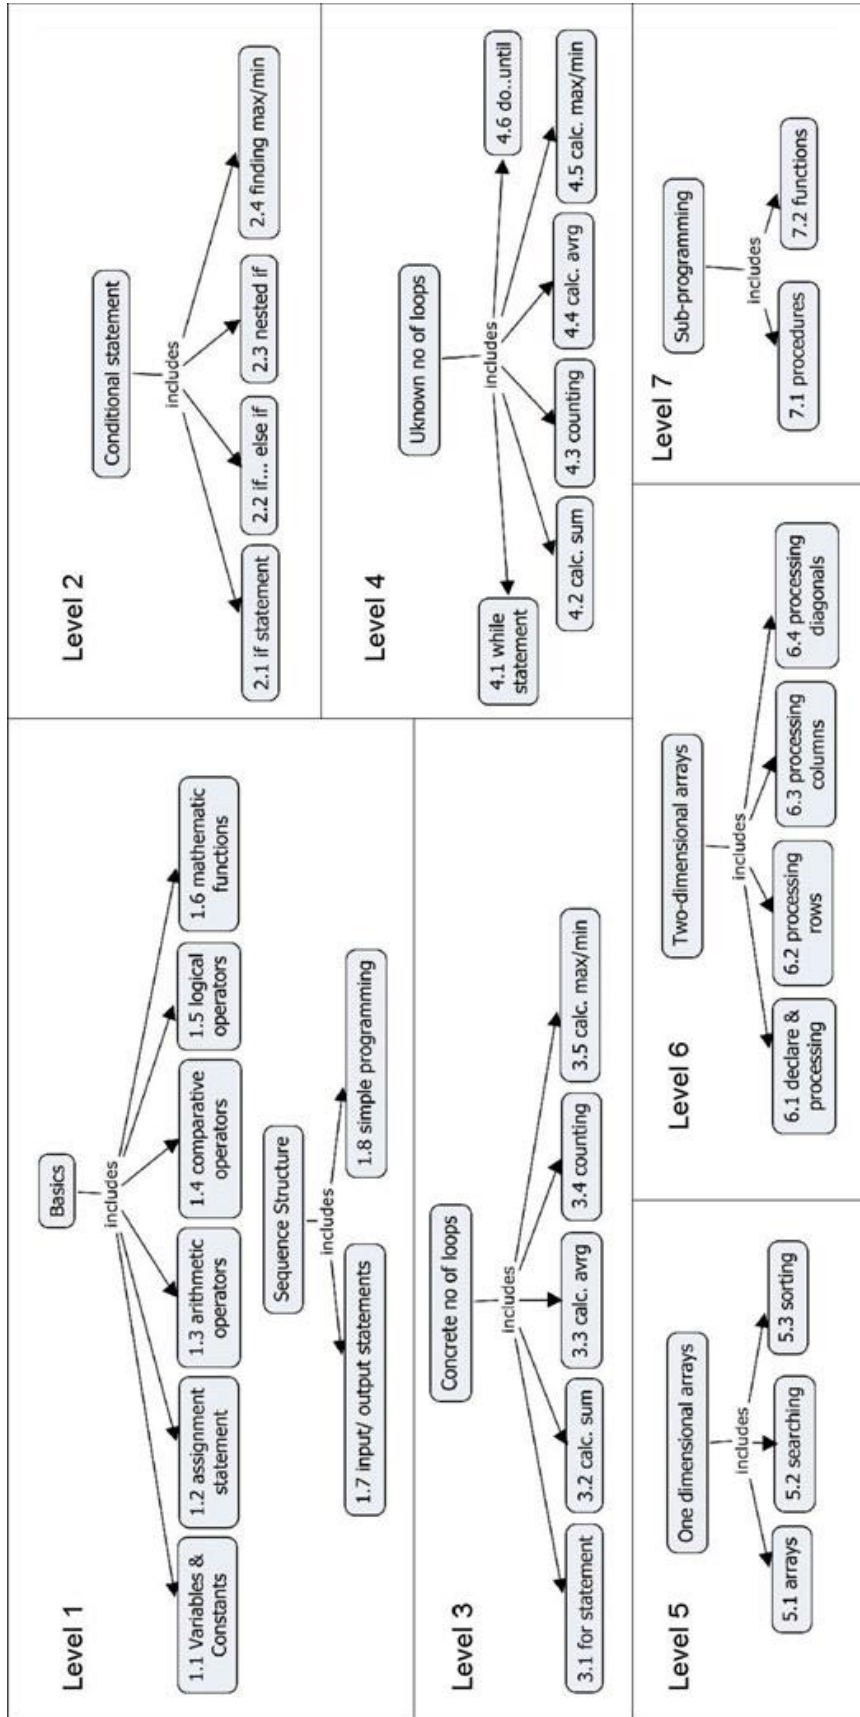 Level 1
Basics
includes
1.1 Variables &
Constants
1.2 assignment
statement
1.3 arithmetic
operators
1.4 comparative
operators
1.5 logical
operators
1.6 mathematic
functions
Sequence Structure
includes
1.7 input/ output statements
1.8 simple programming
Level 2
Conditional statement
includes
2.1 if statement
2.2 if... else if
2.3 nested if
2.4 finding max/min
Level 3
Concrete no of loops
includes
3.1 for statement
3.2 calc. sum
3.3 calc. avrg
3.4 counting
3.5 calc. max/min
Level 4
Uknown no of loops
includes
4.1 while
statement
4.2 calc. sum
4.3 counting
4.4 calc. avrg
4.5 calc. max/min
4.6 do..until
Level 5
One dimensional arrays
includes
5.1 arrays
5.2 searching
5.3 sorting
Level 6
Two-dimensional arrays
includes
6.1 declare &
processing
6.2 processing
rows
6.3 processing
columns
6.4 processing
diagonals
Level 7
Sub-programming
includes
7.1 procedures
7.2 functions